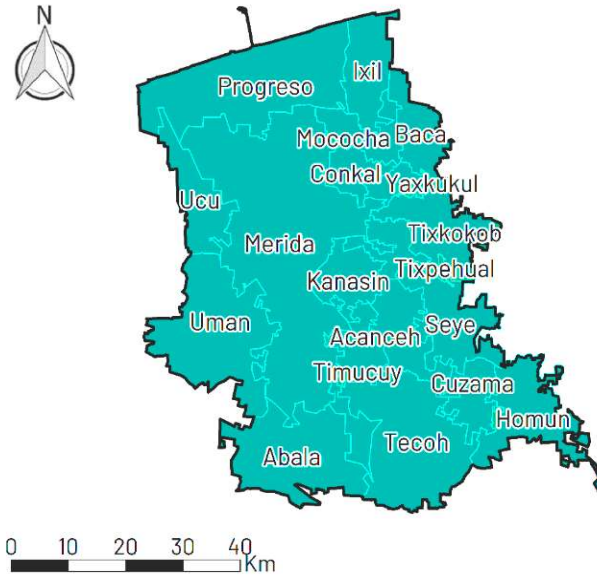 N
Ixil
Progreso
Mococha
Baca
Conkal
Yaxkukul
Ucu
Tixkokob
Merida
Tixpehual
Kanasin
Uman
Seye
Acanceh
Timucuy
Cuzama
Homun
Tecoh
Abala
0 10 20 30 40
Km